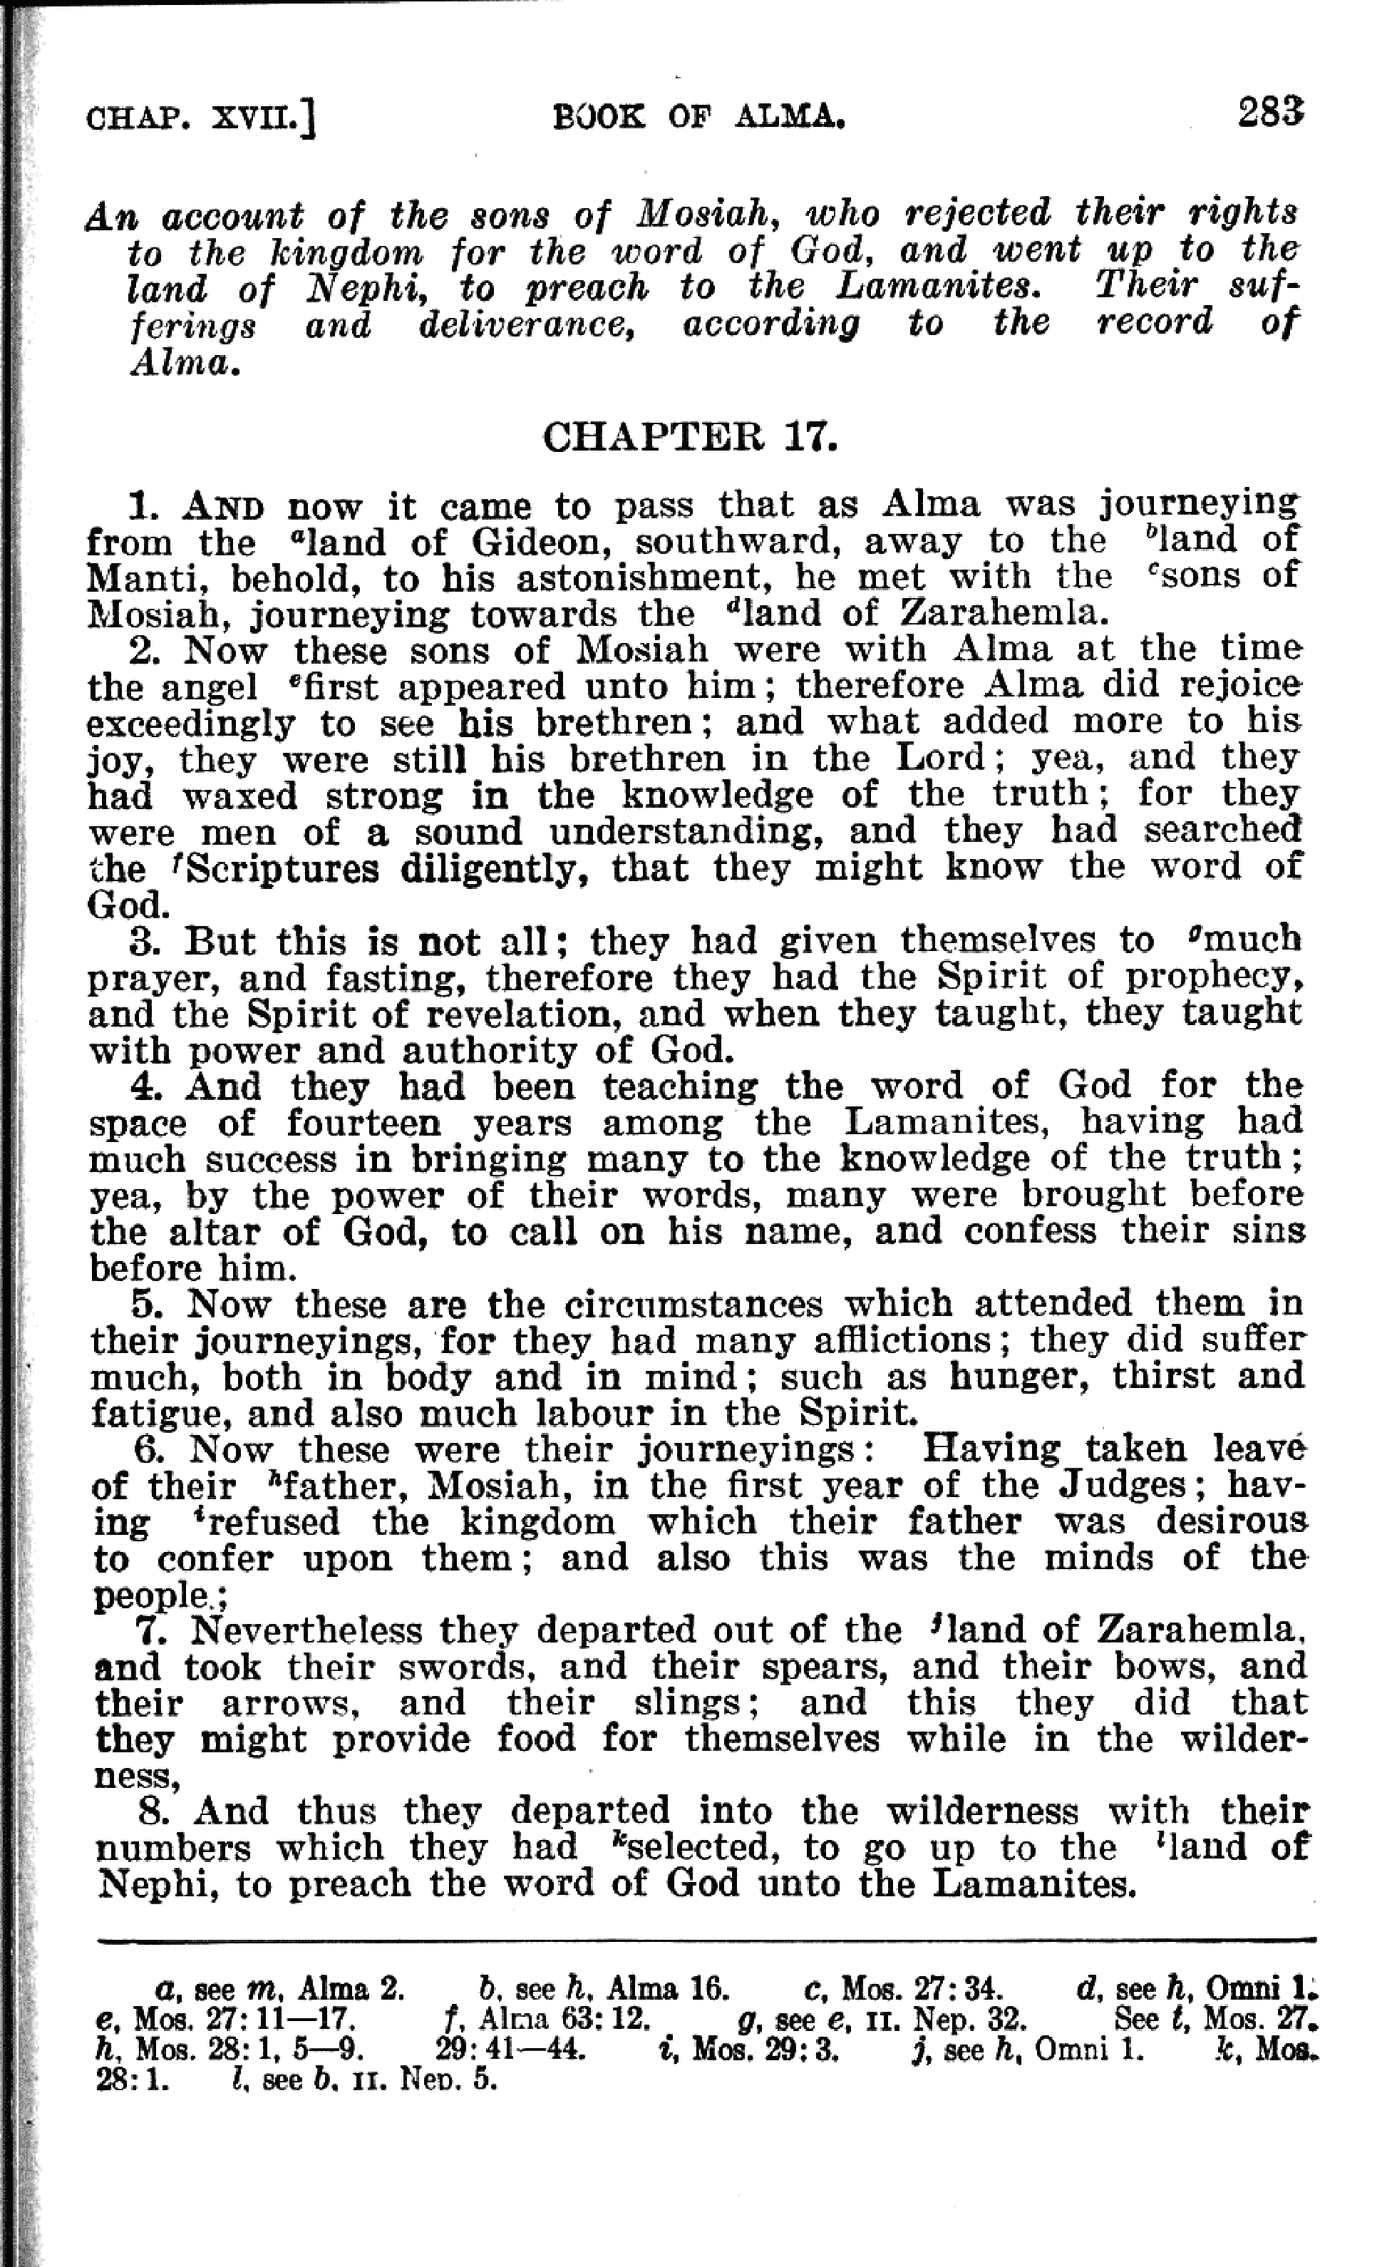 CHAP. XVII.] BOOK OF ALMA. 283
An account of the sons of Mosiah, who rejected their rights
to the kingdom for the word of God, and went up to the
land of Nephi, to preach to the Lamanites. Their suf-
ferings and deliverance, according to the record of
Alma.
CHAPTER 17.
1. AND now it came to pass that as Alma was journeying
from the ᵃland of Gideon, southward, away to the ᵇland of
Manti, behold, to his astonishment, he met with the ᶜsons of
Mosiah, journeying towards the ᵈland of Zarahemla.
2. Now these sons of Mosiah were with Alma at the time
the angel ᵉfirst appeared unto him; therefore Alma did rejoice
exceedingly to see his brethren; and what added more to his
joy, they were still his brethren in the Lord; yea, and they
had waxed strong in the knowledge of the truth; for they
were men of a sound understanding, and they had searched
the ᶠScriptures diligently, that they might know the word of
God.
3. But this is not all; they had given themselves to ᵍmuch
prayer, and fasting, therefore they had the Spirit of prophecy,
and the Spirit of revelation, and when they taught, they taught
with power and authority of God.
4. And they had been teaching the word of God for the
space of fourteen years among the Lamanites, having had
much success in bringing many to the knowledge of the truth;
yea, by the power of their words, many were brought before
the altar of God, to call on his name, and confess their sins
before him.
5. Now these are the circumstances which attended them in
their journeyings, for they had many afflictions; they did suffer
much, both in body and in mind; such as hunger, thirst and
fatigue, and also much labour in the Spirit.
6. Now these were their journeyings: Having taken leave
of their ʰfather, Mosiah, in the first year of the Judges; hav-
ing ⁱrefused the kingdom which their father was desirous
to confer upon them; and also this was the minds of the
people;
7. Nevertheless they departed out of the ʲland of Zarahemla,
and took their swords, and their spears, and their bows, and
their arrows, and their slings; and this they did that
they might provide food for themselves while in the wilder-
ness,
8. And thus they departed into the wilderness with their
numbers which they had ᵏselected, to go up to the ˡland of
Nephi, to preach the word of God unto the Lamanites.
a, see m, Alma 2. b, see h, Alma 16. c, Mos. 27: 34. d, see h, Omni 1.
e, Mos. 27: 11—17. f, Alma 63: 12. g, see e, II. Nep. 32. See t, Mos. 27.
h, Mos. 28: 1, 5—9. 29: 41—44. i, Mos. 29: 3. j, see h, Omni 1. k, Mos.
28: 1. l, see b, II. Nep. 5.